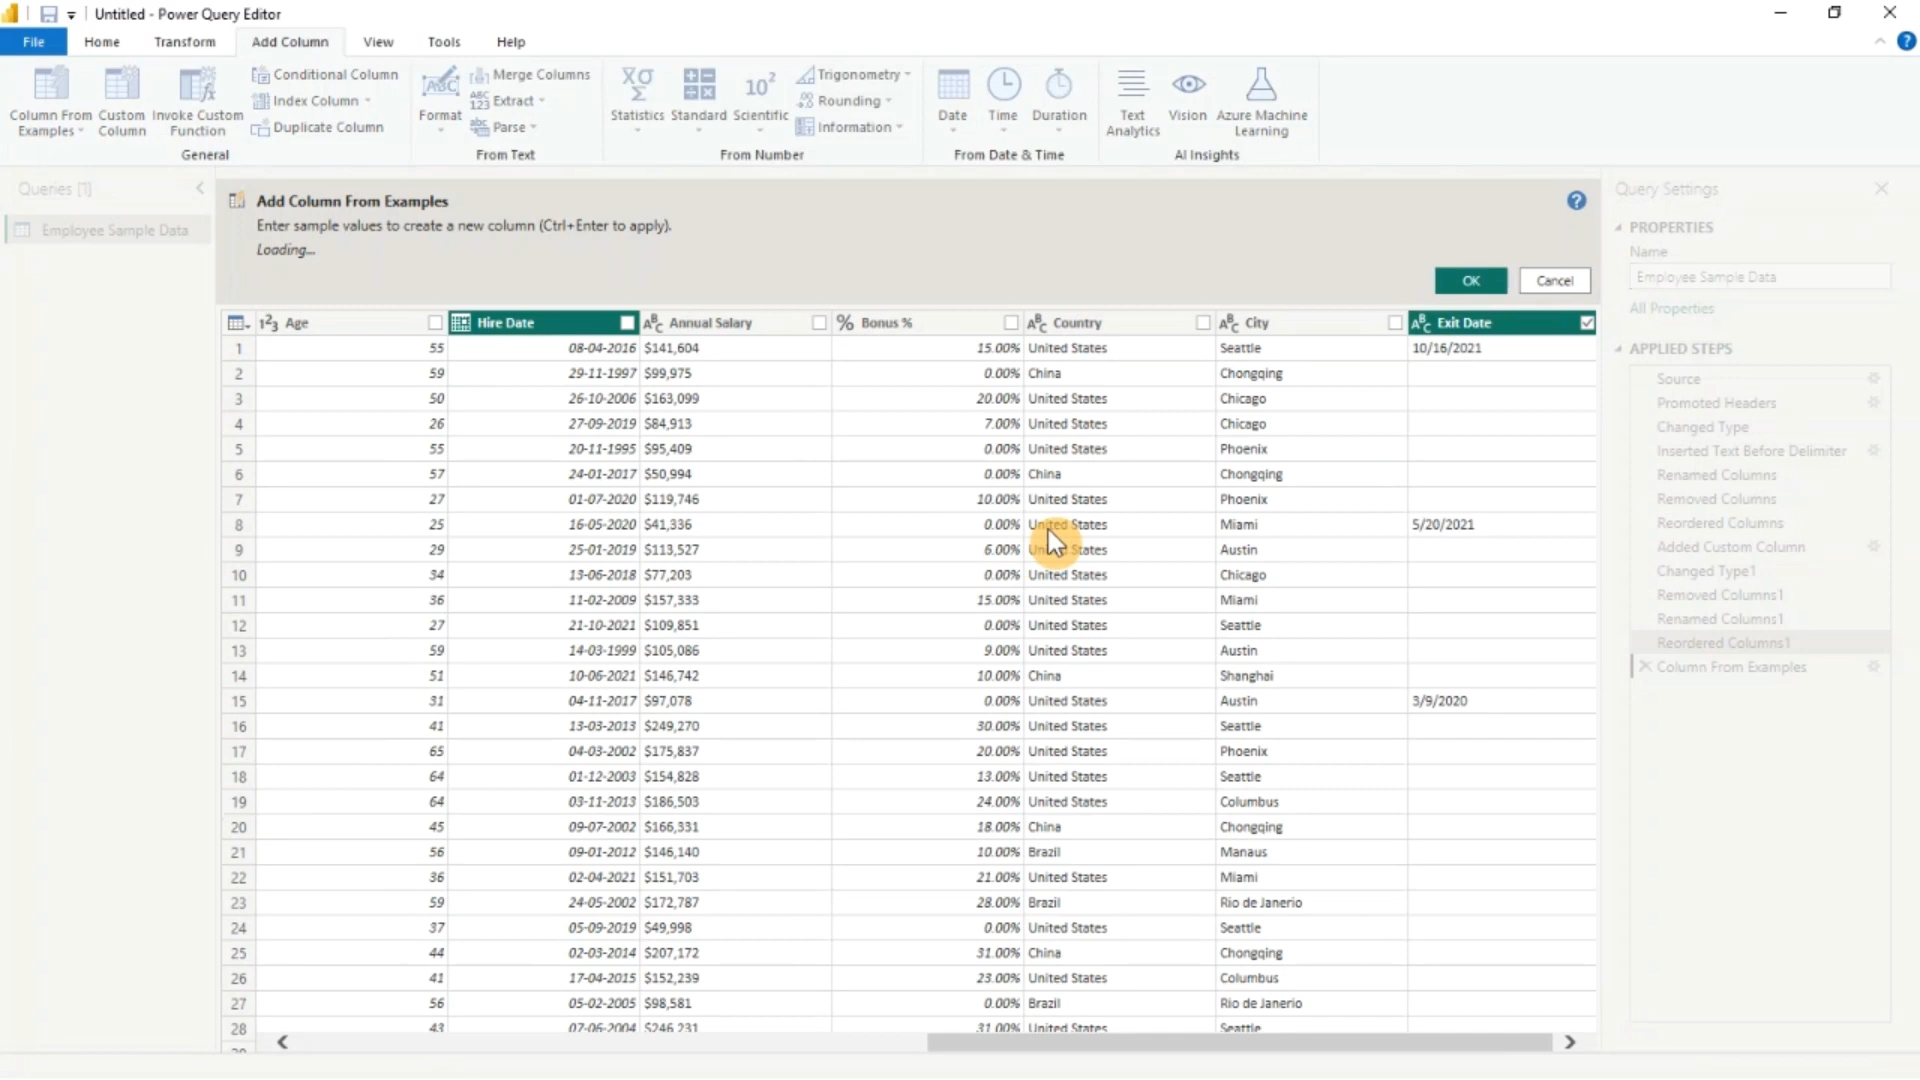 Untitled - Power Query Editor
File Home Transform Add Column View Tools Help
Column From Examples
Custom Column
Invoke Custom Function
Conditional Column
Index Column
Duplicate Column
General
Format
Merge Columns
Extract
Parse
From Text
Statistics
Standard
Scientific
Trigonometry
Rounding
Information
From Number
Date
Time
Duration
From Date & Time
Text Analytics
Vision
Azure Machine Learning
AI Insights
Queries [1]
Employee Sample Data
Add Column From Examples
Enter sample values to create a new column (Ctrl+Enter to apply).
Loading...
OK Cancel
Age Hire Date Annual Salary Bonus % Country City Exit Date
1 55 08-04-2016 $141,604 15.00% United States Seattle 10/16/2021
2 59 29-11-1997 $99,975 0.00% China Chongqing
3 50 26-10-2006 $163,099 20.00% United States Chicago
4 26 27-09-2019 $84,913 7.00% United States Chicago
5 55 20-11-1995 $95,409 0.00% United States Phoenix
6 57 24-01-2017 $50,994 0.00% China Chongqing
7 27 01-07-2020 $119,746 10.00% United States Phoenix
8 25 16-05-2020 $41,336 0.00% United States Miami 5/20/2021
9 29 25-01-2019 $113,527 6.00% United States Austin
10 34 13-06-2018 $77,203 0.00% United States Chicago
11 36 11-02-2009 $157,333 15.00% United States Miami
12 27 21-10-2021 $109,851 0.00% United States Seattle
13 59 14-03-1999 $105,086 9.00% United States Austin
14 51 10-06-2021 $146,742 10.00% China Shanghai
15 31 04-11-2017 $97,078 0.00% United States Austin 3/9/2020
16 41 13-03-2013 $249,270 30.00% United States Seattle
17 65 04-03-2002 $175,837 20.00% United States Phoenix
18 64 01-12-2003 $154,828 13.00% United States Seattle
19 64 03-11-2013 $186,503 24.00% United States Columbus
20 45 09-07-2002 $166,331 18.00% China Chongqing
21 56 09-01-2012 $146,140 10.00% Brazil Manaus
22 36 02-04-2021 $151,703 21.00% United States Miami
23 59 24-05-2002 $172,787 28.00% Brazil Rio de Janerio
24 37 05-09-2019 $49,998 0.00% United States Seattle
25 44 02-03-2014 $207,172 31.00% China Chongqing
26 41 17-04-2015 $152,239 23.00% United States Columbus
27 56 05-02-2005 $98,581 0.00% Brazil Rio de Janerio
28 43 07-06-2004 $246,231 31.00% United States Seattle
Query Settings
PROPERTIES
Name
Employee Sample Data
All Properties
APPLIED STEPS
Source
Promoted Headers
Changed Type
Inserted Text Before Delimiter
Renamed Columns
Removed Columns
Reordered Columns
Added Custom Column
Changed Type1
Removed Columns1
Renamed Columns1
Reordered Columns1
Column From Examples